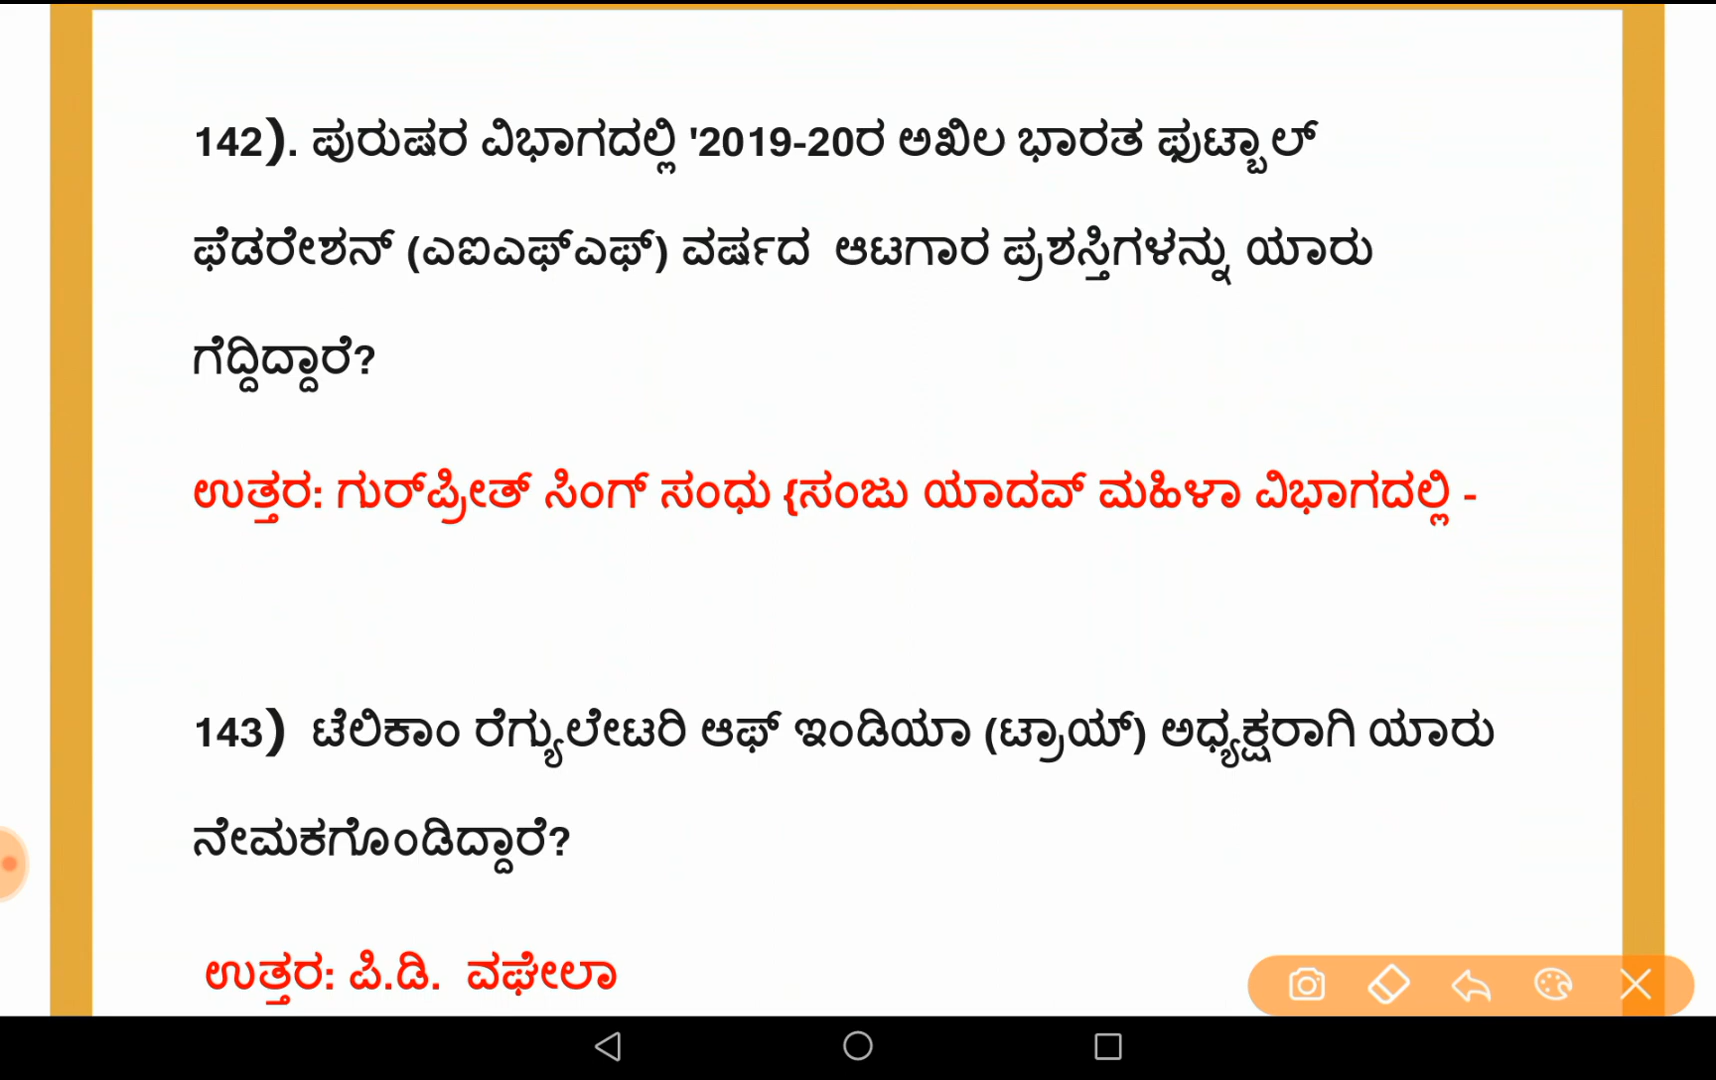 142). ಪುರುಷರ ವಿಭಾಗದಲ್ಲಿ '2019-20ರ ಅಖಿಲ ಭಾರತ ಫುಟ್ಬಾಲ್
ಫೆಡರೇಶನ್ (ಎಐಎಫ್ಎಫ್) ವರ್ಷದ ಆಟಗಾರ ಪ್ರಶಸ್ತಿಗಳನ್ನು ಯಾರು
ಗೆದ್ದಿದ್ದಾರೆ?
ಉತ್ತರ: ಗುರ್ಪ್ರೀತ್ ಸಿಂಗ್ ಸಂಧು {ಸಂಜು ಯಾದವ್ ಮಹಿಳಾ ವಿಭಾಗದಲ್ಲಿ -
143) ಟೆಲಿಕಾಂ ರೆಗ್ಯುಲೇಟರಿ ಆಫ್ ಇಂಡಿಯಾ (ಟ್ರಾಯ್) ಅಧ್ಯಕ್ಷರಾಗಿ ಯಾರು
ನೇಮಕಗೊಂಡಿದ್ದಾರೆ?
ಉತ್ತರ: ಪಿ.ಡಿ. ವಘೇಲಾ